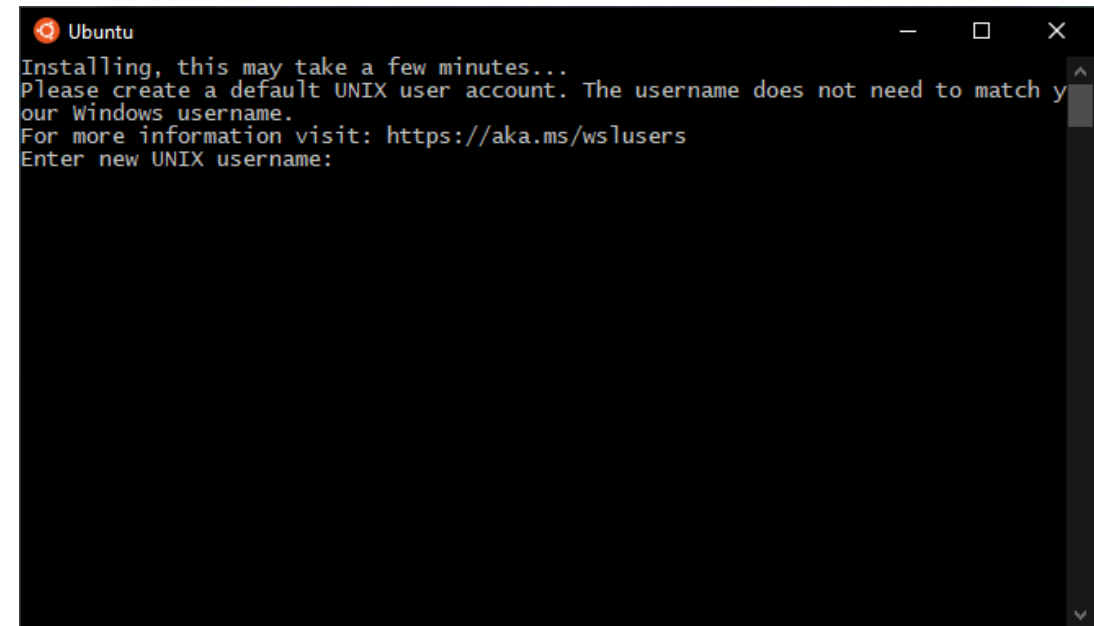 Ubuntu
Installing, this may take a few minutes...
Please create a default UNIX user account. The username does not need to match y
our Windows username.
For more information visit: https://aka.ms/wslusers
Enter new UNIX username: